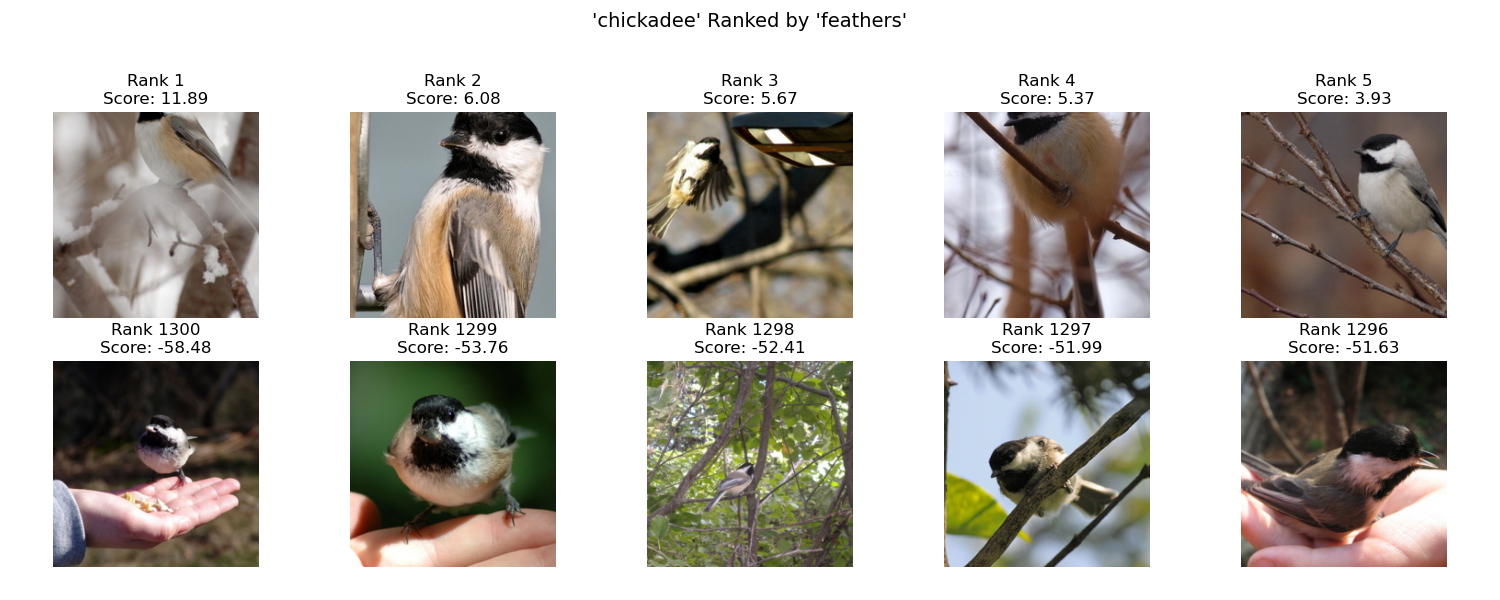 'chickadee' Ranked by 'feathers'
Rank 1
Score: 11.89
Rank 2
Score: 6.08
Rank 3
Score: 5.67
Rank 4
Score: 5.37
Rank 5
Score: 3.93
Rank 1300
Score: -58.48
Rank 1299
Score: -53.76
Rank 1298
Score: -52.41
Rank 1297
Score: -51.99
Rank 1296
Score: -51.63